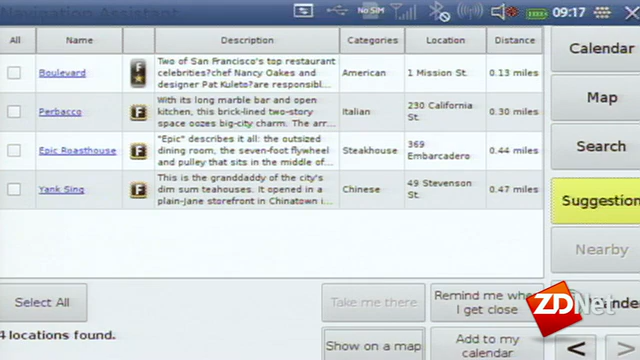 Navigation Assistant
No SIM
09:17
All Name Description Categories Location Distance
Boulevard
F
Two of San Francisco's top restaurant
celebrities?chef Nancy Oakes and
designer Pat Kuleto?are responsibl...
American
1 Mission St.
0.13 miles
Perbacco
F
With its long marble bar and open
kitchen, this brick-lined two-story
space oozes big-city charm. The arr...
Italian
230 California
St.
0.30 miles
Epic Roasthouse
F
"Epic" describes it all: the outsized
dining room, the seven-foot flywheel
and pulley that sits in the middle of...
Steakhouse
369
Embarcadero
0.44 miles
Yank Sing
F
This is the granddaddy of the city's
dim sum teahouses. It opened in a
plain-Jane storefront in Chinatown i...
Chinese
49 Stevenson
St.
0.47 miles
Calendar
Map
Search
Suggestion
Nearby
Select All
Take me there
Remind me when
I get close
4 locations found.
Show on a map
Add to my
calendar
<
>
ZDNet